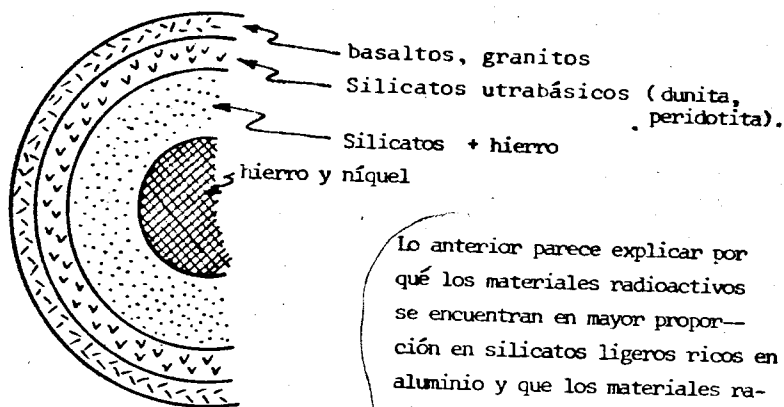 basaltos, granitos
Silicatos utrabásicos (dunita,
peridotita).
Silicatos + hierro
hierro y níquel
Lo anterior parece explicar por
qué los materiales radioactivos
se encuentran en mayor propor--
ción en silicatos ligeros ricos en
aluminio y que los materiales ra-